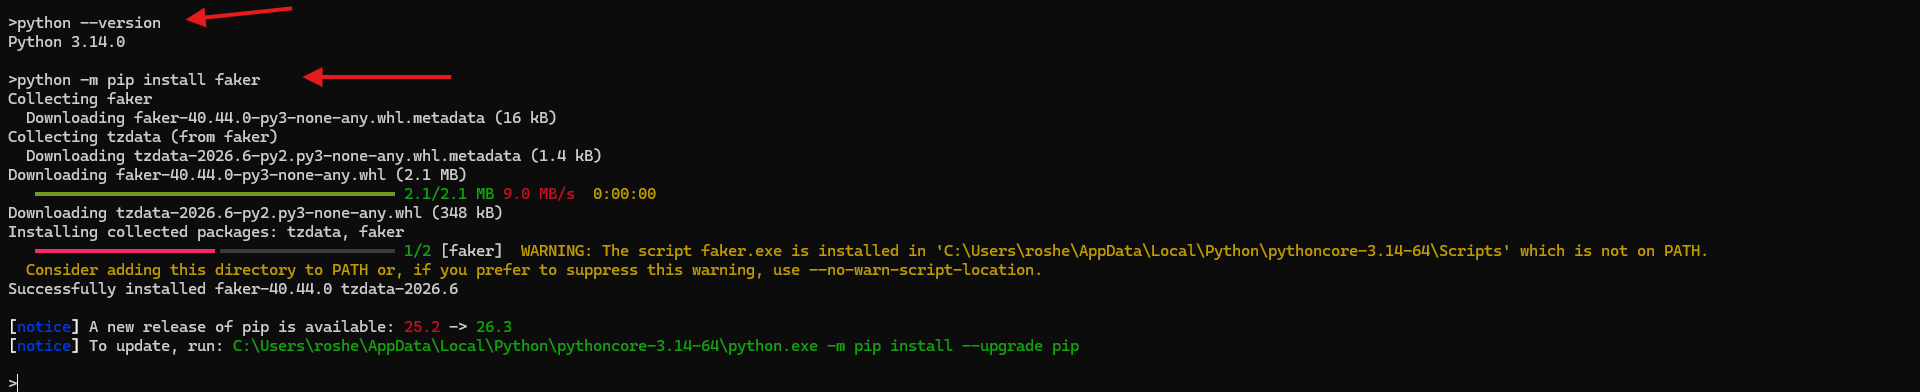 >python --version
Python 3.14.0
>python -m pip install faker
Collecting faker
Downloading faker-40.44.0-py3-none-any.whl.metadata (16 kB)
Collecting tzdata (from faker)
Downloading tzdata-2026.6-py2.py3-none-any.whl.metadata (1.4 kB)
Downloading faker-40.44.0-py3-none-any.whl (2.1 MB)
2.1/2.1 MB 9.0 MB/s 0:00:00
Downloading tzdata-2026.6-py2.py3-none-any.whl (348 kB)
Installing collected packages: tzdata, faker
1/2 [faker] WARNING: The script faker.exe is installed in 'C:\Users\roshe\AppData\Local\Python\pythoncore-3.14-64\Scripts' which is not on PATH.
Consider adding this directory to PATH or, if you prefer to suppress this warning, use --no-warn-script-location.
Successfully installed faker-40.44.0 tzdata-2026.6
[notice] A new release of pip is available: 25.2 -> 26.3
[notice] To update, run: C:\Users\roshe\AppData\Local\Python\pythoncore-3.14-64\python.exe -m pip install --upgrade pip
>